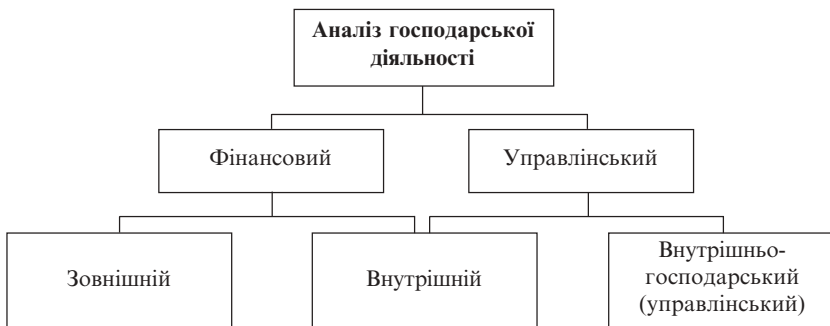 Аналіз господарської
діяльності
Фінансовий
Управлінський
Зовнішній
Внутрішній
Внутрішньо-
господарський
(управлінський)